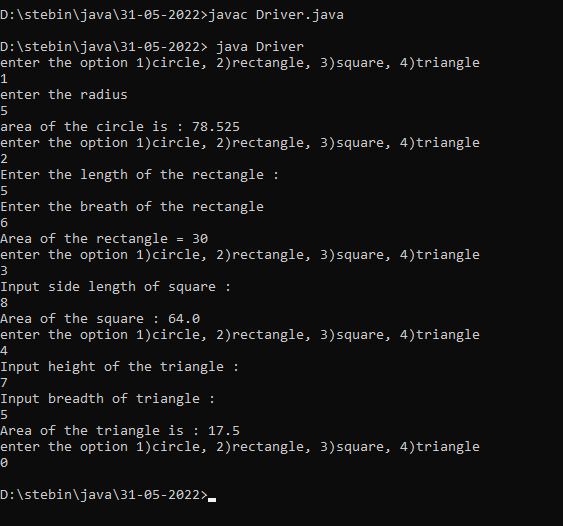 D:\stebin\java\31-05-2022>javac Driver.java
D:\stebin\java\31-05-2022> java Driver
enter the option 1)circle, 2)rectangle, 3)square, 4)triangle
1
enter the radius
5
area of the circle is : 78.525
enter the option 1)circle, 2)rectangle, 3)square, 4)triangle
2
Enter the length of the rectangle :
5
Enter the breath of the rectangle
6
Area of the rectangle = 30
enter the option 1)circle, 2)rectangle, 3)square, 4)triangle
3
Input side length of square :
8
Area of the square : 64.0
enter the option 1)circle, 2)rectangle, 3)square, 4)triangle
4
Input height of the triangle :
7
Input breadth of triangle :
5
Area of the triangle is : 17.5
enter the option 1)circle, 2)rectangle, 3)square, 4)triangle
0
D:\stebin\java\31-05-2022>